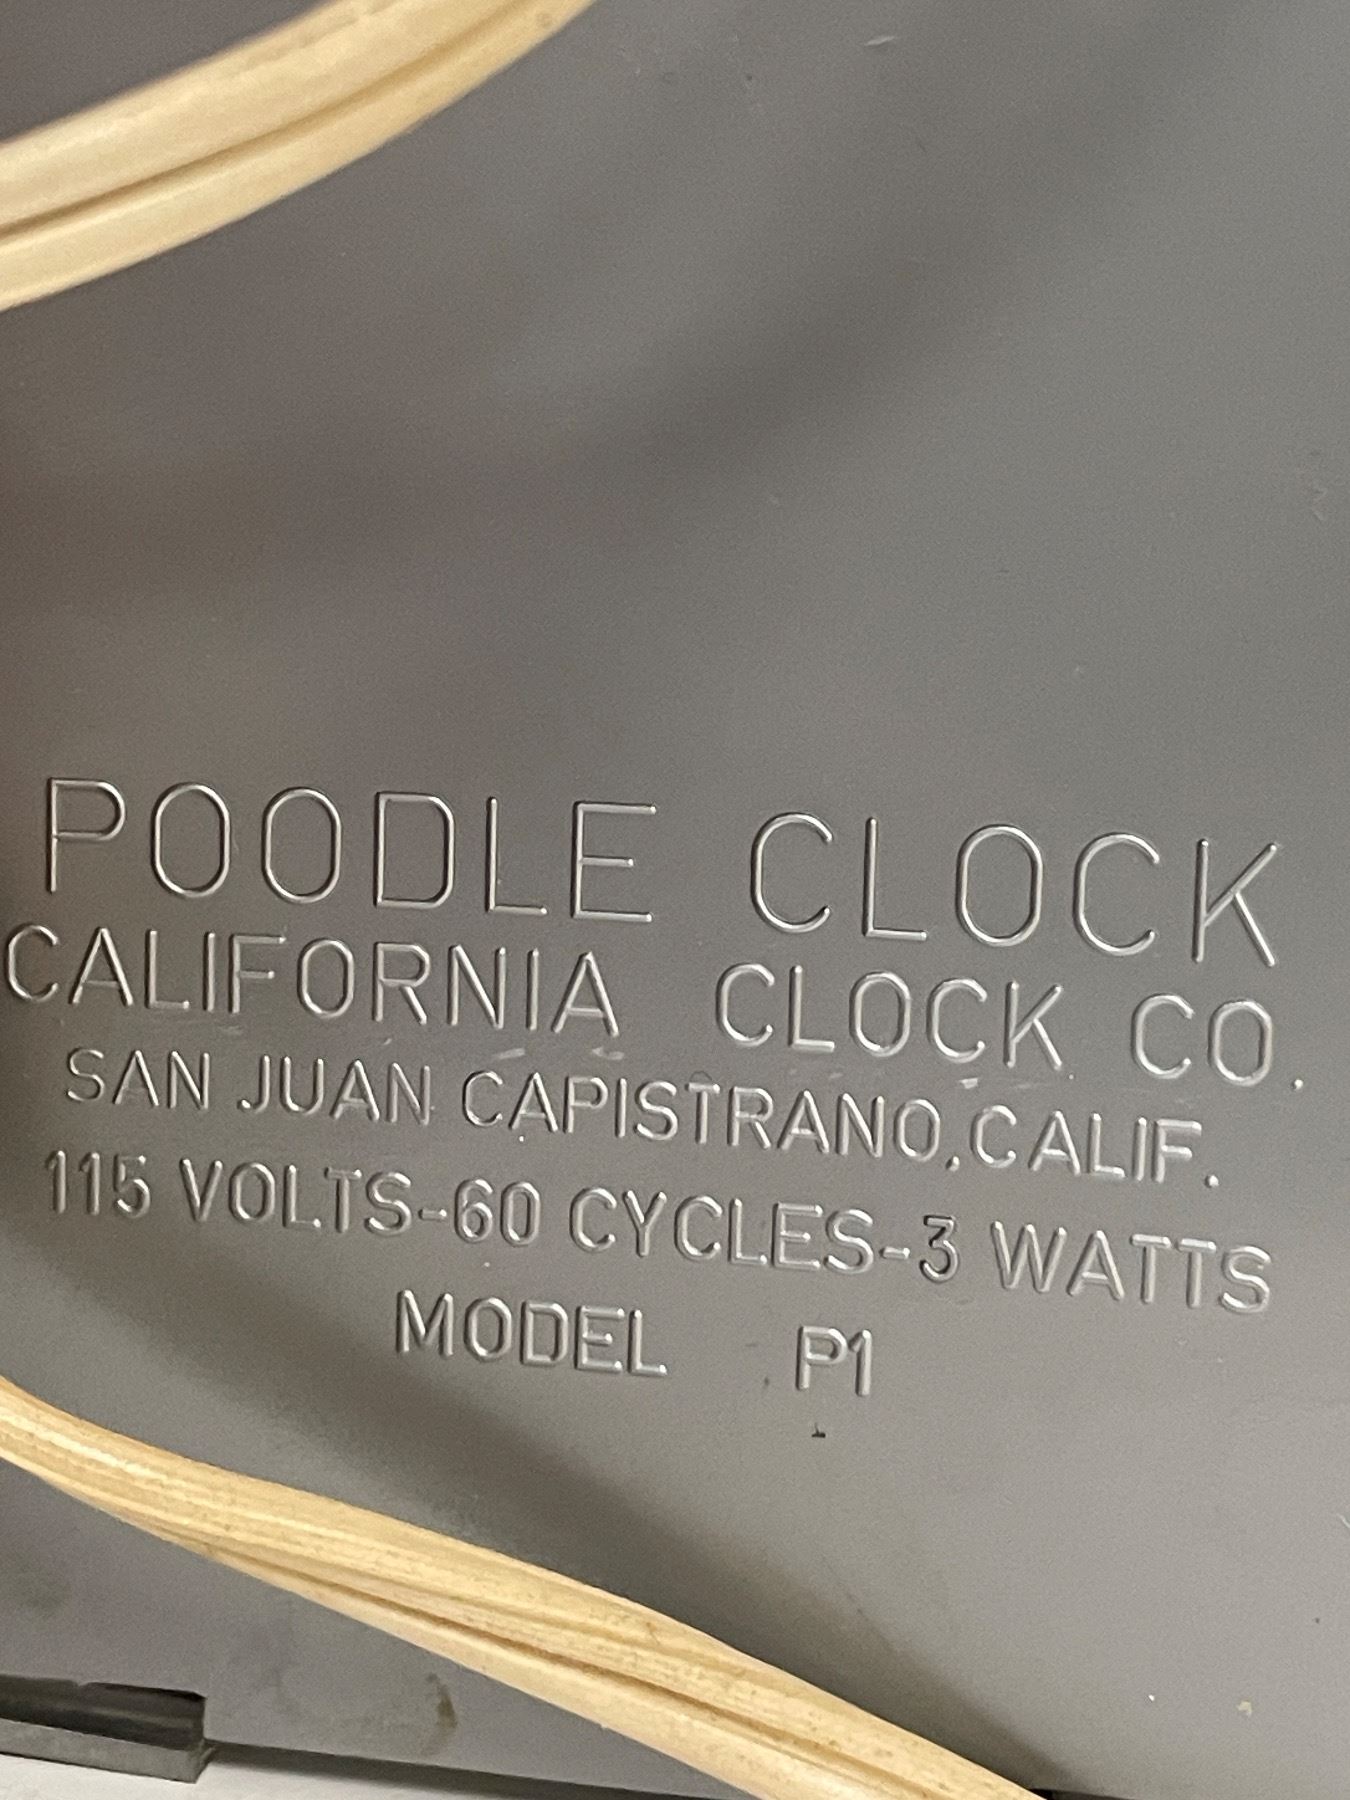 POODLE CLOCK
CALIFORNIA CLOCK CO.
SAN JUAN CAPISTRANO, CALIF.
115 VOLTS-60 CYCLES-3 WATTS
MODEL P1